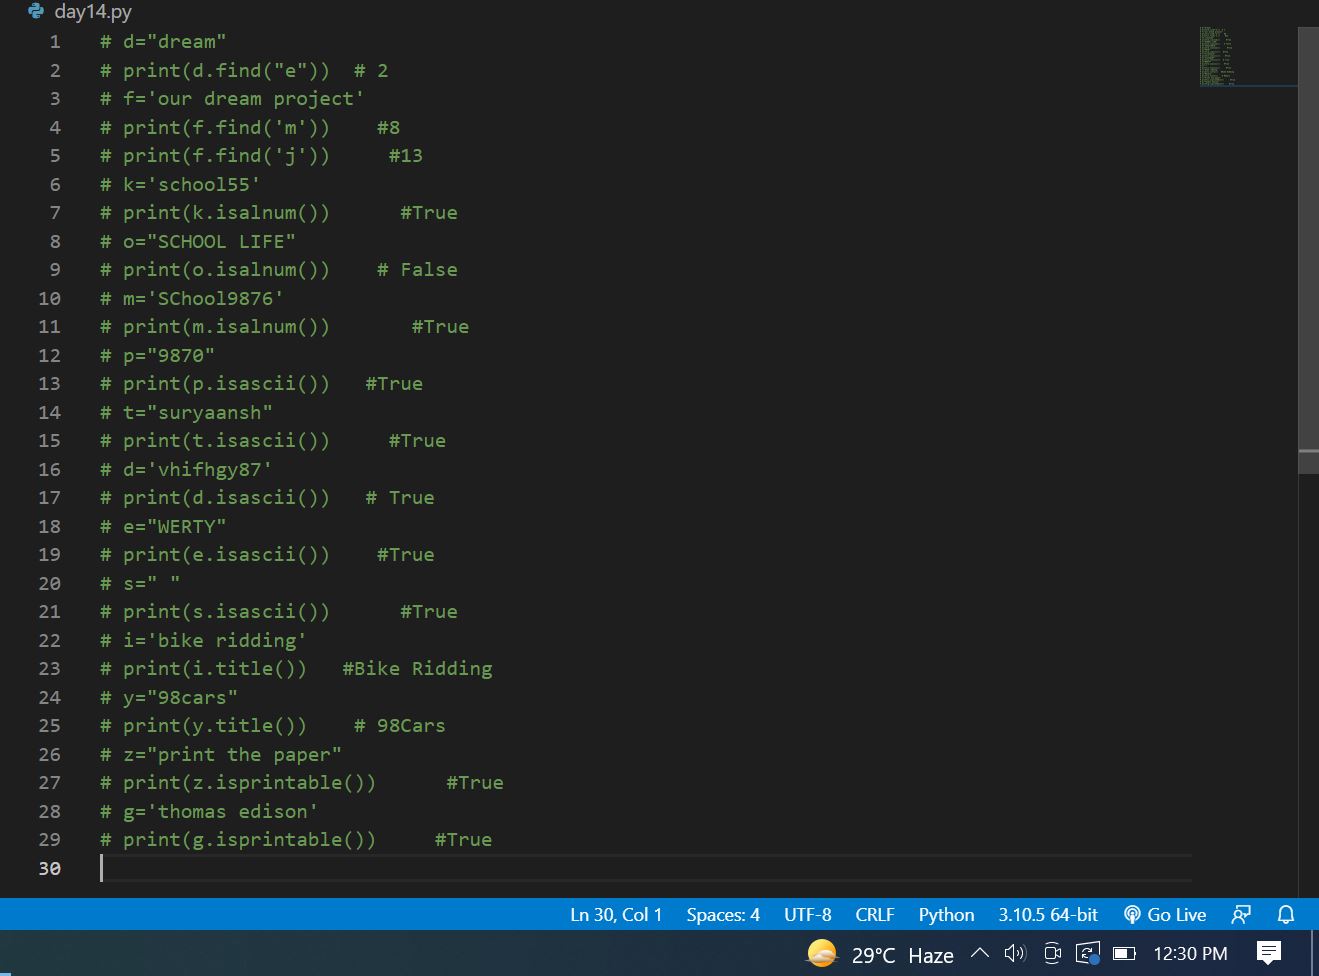 day14.py
1 # d="dream"
2 # print(d.find("e"))  # 2
3 # f='our dream project'
4 # print(f.find('m'))    #8
5 # print(f.find('j'))     #13
6 # k='school55'
7 # print(k.isalnum())      #True
8 # o="SCHOOL LIFE"
9 # print(o.isalnum())    # False
10 # m='SChool9876'
11 # print(m.isalnum())       #True
12 # p="9870"
13 # print(p.isascii())   #True
14 # t="suryaansh"
15 # print(t.isascii())     #True
16 # d='vhifhgy87'
17 # print(d.isascii())   # True
18 # e="WERTY"
19 # print(e.isascii())    #True
20 # s=" "
21 # print(s.isascii())      #True
22 # i='bike ridding'
23 # print(i.title())   #Bike Ridding
24 # y="98cars"
25 # print(y.title())    # 98Cars
26 # z="print the paper"
27 # print(z.isprintable())      #True
28 # g='thomas edison'
29 # print(g.isprintable())     #True
30
Ln 30, Col 1 Spaces: 4 UTF-8 CRLF Python 3.10.5 64-bit Go Live
29°C Haze 12:30 PM